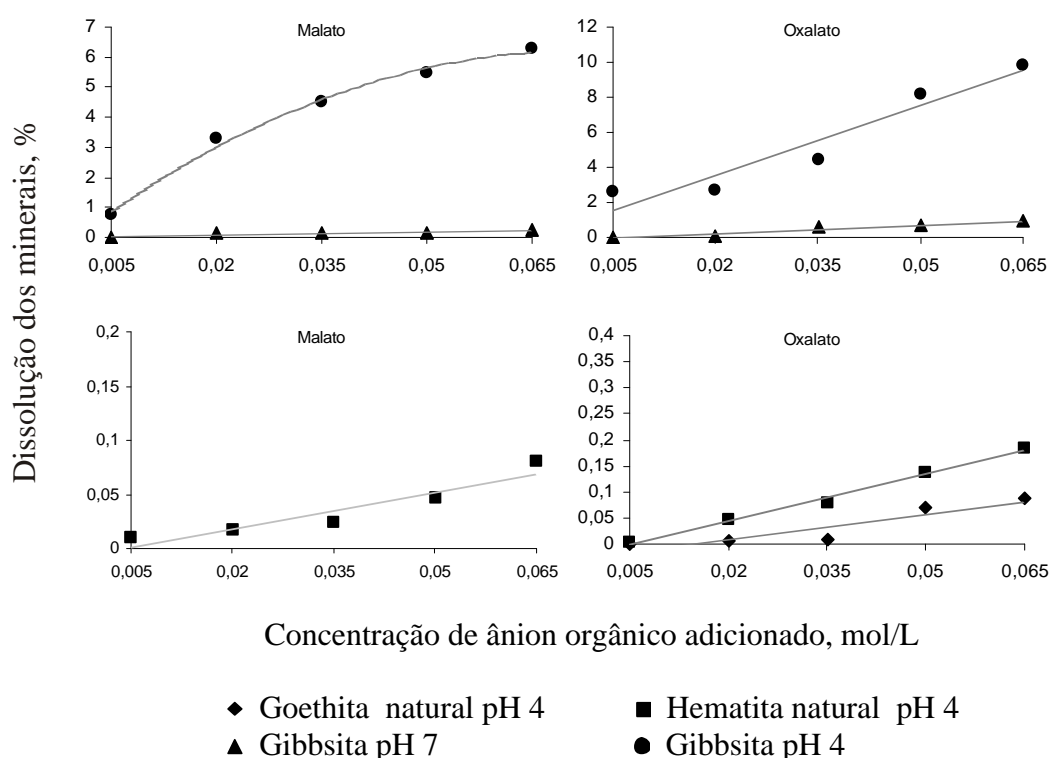 Dissolução dos minerais, %
Malato
7
6
5
4
3
2
1
0
0,005 0,02 0,035 0,05 0,065
Oxalato
12
10
8
6
4
2
0
0,005 0,02 0,035 0,05 0,065
Malato
0,2
0,15
0,1
0,05
0
0,005 0,02 0,035 0,05 0,065
Oxalato
0,4
0,35
0,3
0,25
0,2
0,15
0,1
0,05
0
0,005 0,02 0,035 0,05 0,065
Concentração de ânion orgânico adicionado, mol/L
Goethita natural pH 4
Hematita natural pH 4
Gibbsita pH 7
Gibbsita pH 4